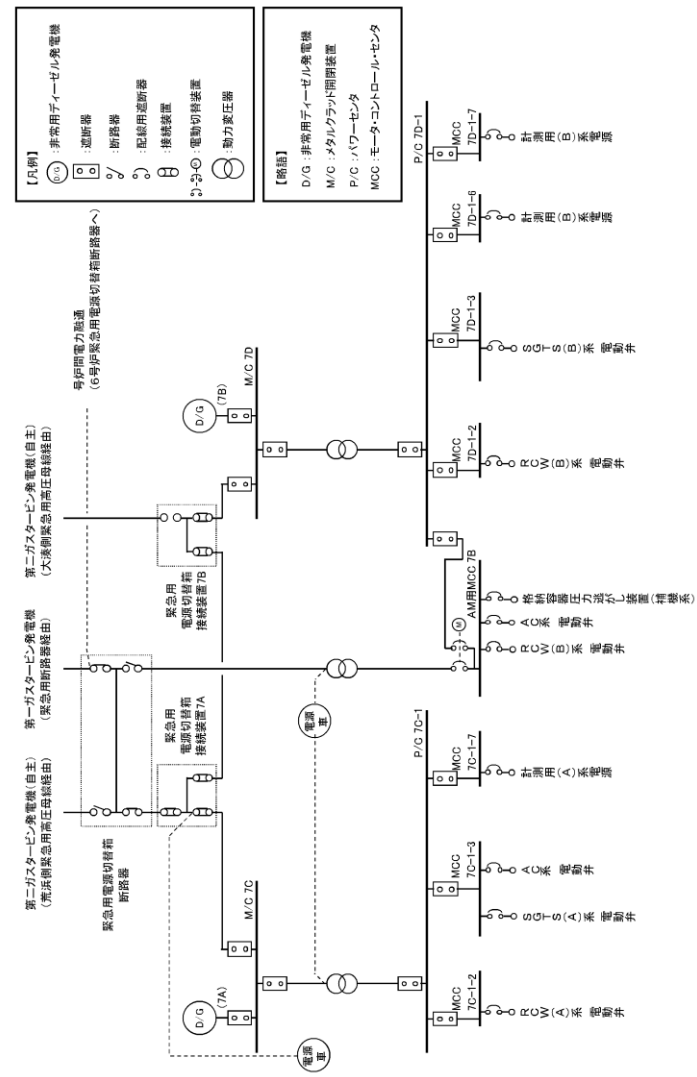 第二ガスタービン発電機(自主)
(荒浜側緊急用高圧母線経由)
第一ガスタービン発電機
(緊急用断路器経由)
第二ガスタービン発電機(自主)
(大湊側緊急用高圧母線経由)
号炉間電力融通
(6号炉緊急用電源切替箱断路器へ)
【凡例】
D/G
:非常用ディーゼル発電機
:遮断器
:断路器
:配線用遮断器
:接続装置
M
:電動切替装置
:動力変圧器
緊急用電源切替箱
断路器
緊急用
電源切替箱
接続装置7A
緊急用
電源切替箱
接続装置7B
【略語】
D/G :非常用ディーゼル発電機
M/C :メタルクラッド開閉装置
P/C :パワーセンタ
MCC :モータ・コントロール・センタ
D/G
(7A)
M/C 7C
D/G
(7B)
M/C 7D
電源
車
電源
車
P/C 7C-1
P/C 7D-1
MCC
7C-1-2
MCC
7C-1-3
MCC
7C-1-7
M
AM用MCC 7B
MCC
7D-1-2
MCC
7D-1-3
MCC
7D-1-6
MCC
7D-1-7
RCW(A)系 電動弁
SGTS(A)系 電動弁
AC系 電動弁
計測用(A)系電源
RCW(B)系 電動弁
AC系 電動弁
格納容器圧力逃がし装置(積礎系)
RCW(B)系 電動弁
SGTS(B)系 電動弁
計測用(B)系電源
計測用(B)系電源